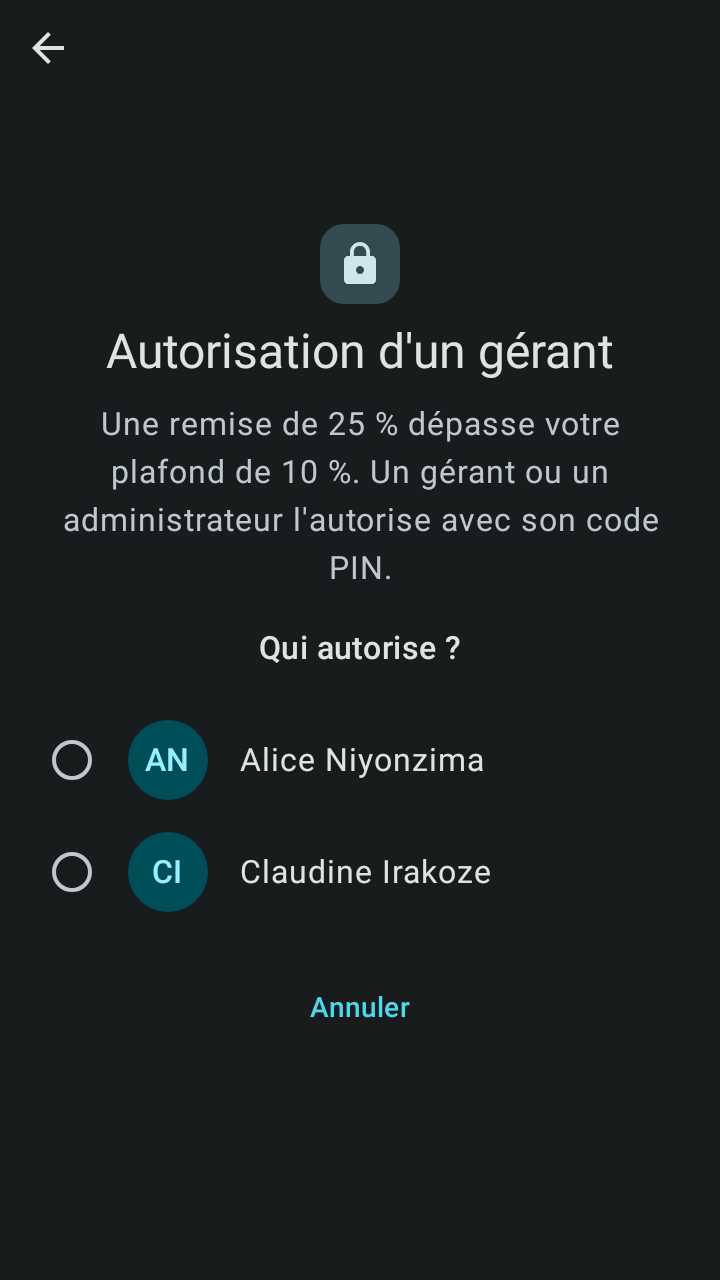 Autorisation d'un gérant
Une remise de 25 % dépasse votre
plafond de 10 %. Un gérant ou un
administrateur l'autorise avec son code
PIN.
Qui autorise ?
AN Alice Niyonzima
CI Claudine Irakoze
Annuler